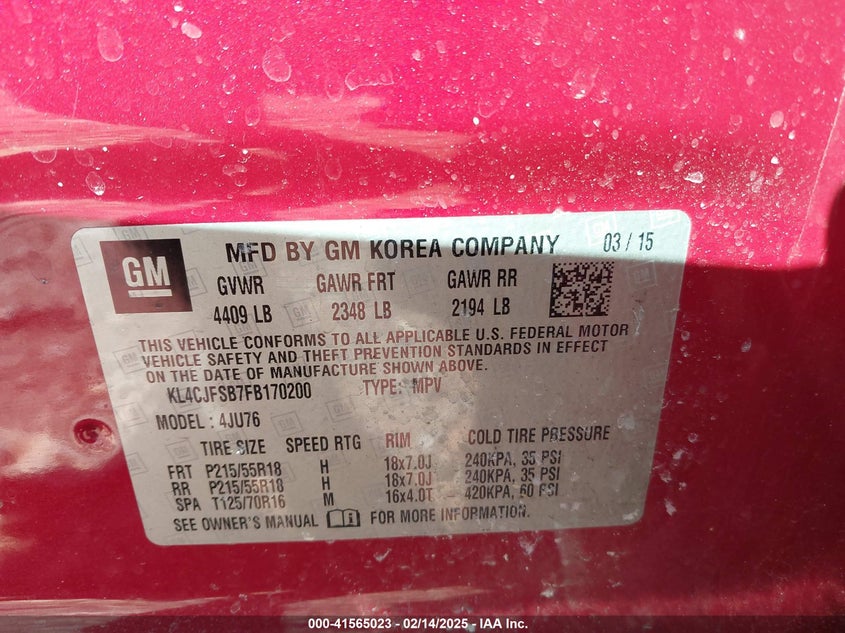 GM
MFD BY GM KOREA COMPANY 03 / 15
GVWR GAWR FRT GAWR RR
4409 LB 2348 LB 2194 LB
THIS VEHICLE CONFORMS TO ALL APPLICABLE U.S. FEDERAL MOTOR
VEHICLE SAFETY AND THEFT PREVENTION STANDARDS IN EFFECT
ON THE DATE OF MANUFACTURE SHOWN ABOVE.
KL4CJFSB7FB170200 TYPE: MPV
MODEL : 4JU76
TIRE SIZE SPEED RTG RIM COLD TIRE PRESSURE
FRT P215/55R18 H 18x7.0J 240KPA, 35 PSI
RR P215/55R18 H 18x7.0J 240KPA, 35 PSI
SPA T125/70R16 M 16x4.0T 420KPA, 60 PSI
SEE OWNER'S MANUAL FOR MORE INFORMATION.
000-41565023 — 02/14/2025 — IAA Inc.